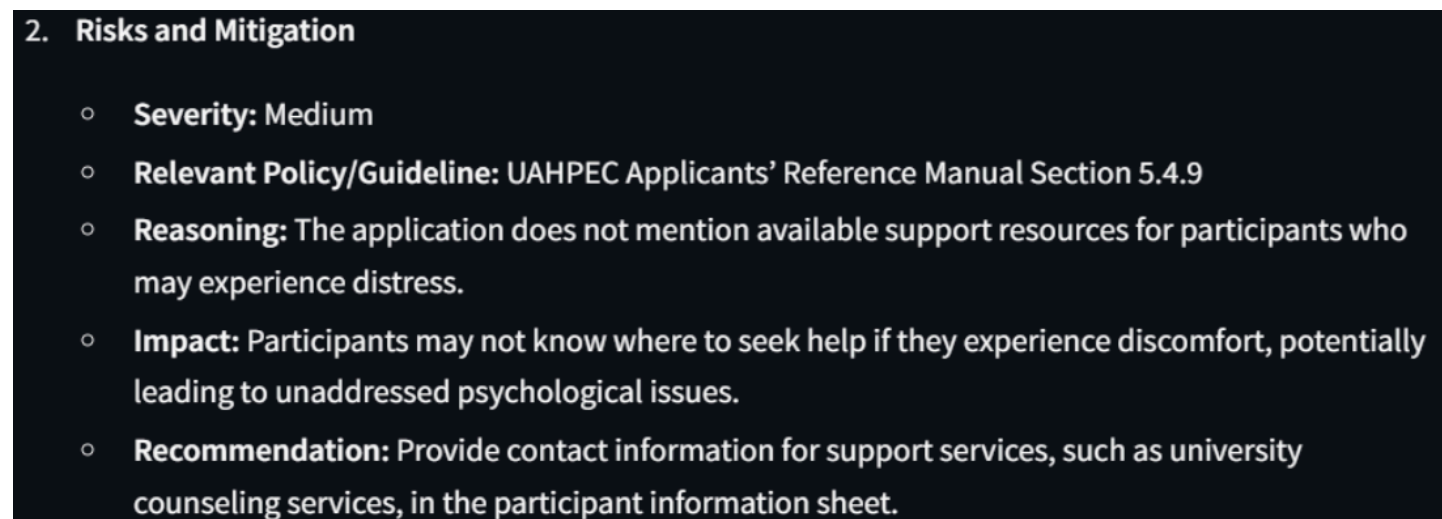 2. Risks and Mitigation
○ Severity: Medium
○ Relevant Policy/Guideline: UAHPEC Applicants’ Reference Manual Section 5.4.9
○ Reasoning: The application does not mention available support resources for participants who
may experience distress.
○ Impact: Participants may not know where to seek help if they experience discomfort, potentially
leading to unaddressed psychological issues.
○ Recommendation: Provide contact information for support services, such as university
counseling services, in the participant information sheet.